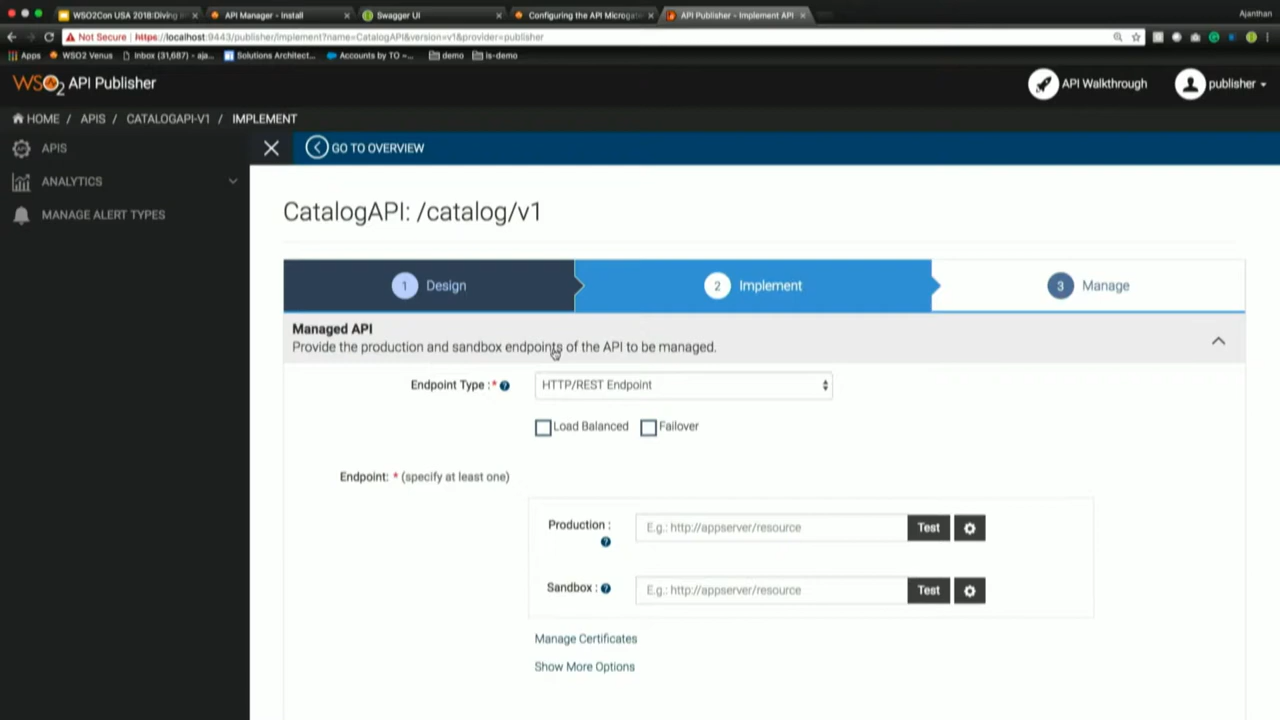 WSO2Con USA 2018:Diving
API Manager - Install
Swagger UI
Configuring the API Microgate
API Publisher - Implement API
Ajanthan
Not Secure | https://localhost:9443/publisher/implement?name=CatalogAPI&version=v1&provider=publisher
Apps
WSO2 Venus
Inbox (31,687) - aja...
Solutions Architect...
Accounts by TO –...
demo
is-demo
WSO2 API Publisher
API Walkthrough
publisher
HOME / APIS / CATALOGAPI-V1 / IMPLEMENT
APIS
GO TO OVERVIEW
ANALYTICS
MANAGE ALERT TYPES
CatalogAPI: /catalog/v1
1 Design
2 Implement
3 Manage
Managed API
Provide the production and sandbox endpoints of the API to be managed.
Endpoint Type : * ?
HTTP/REST Endpoint
Load Balanced
Failover
Endpoint: * (specify at least one)
Production :
?
E.g.: http://appserver/resource
Test
Sandbox : ?
E.g.: http://appserver/resource
Test
Manage Certificates
Show More Options